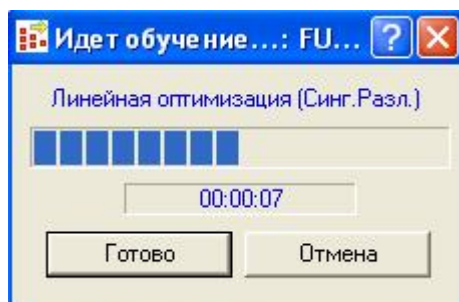 Идет обучение...: FU...
Линейная оптимизация (Синг.Разл.)
00:00:07
Готово
Отмена